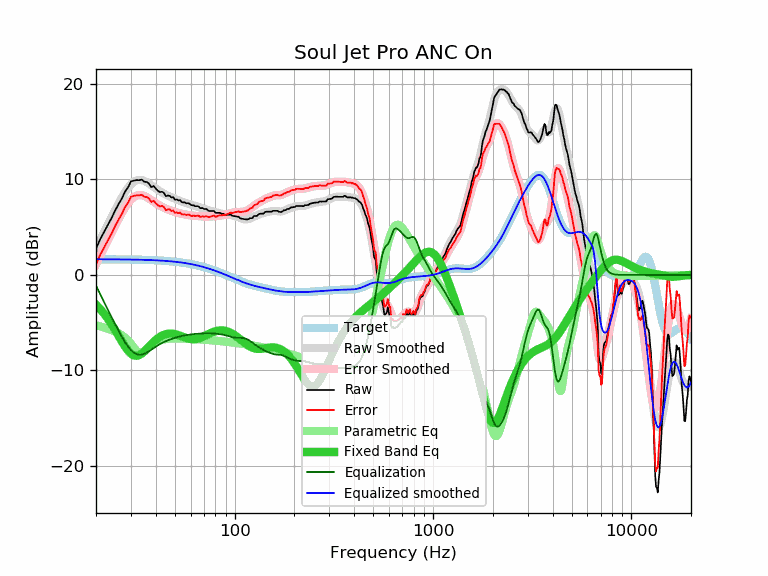 Soul Jet Pro ANC On
20
10
0
−10
−20
Amplitude (dBr)
Target
Raw Smoothed
Error Smoothed
Raw
Error
Parametric Eq
Fixed Band Eq
Equalization
Equalized smoothed
100
1000
10000
Frequency (Hz)